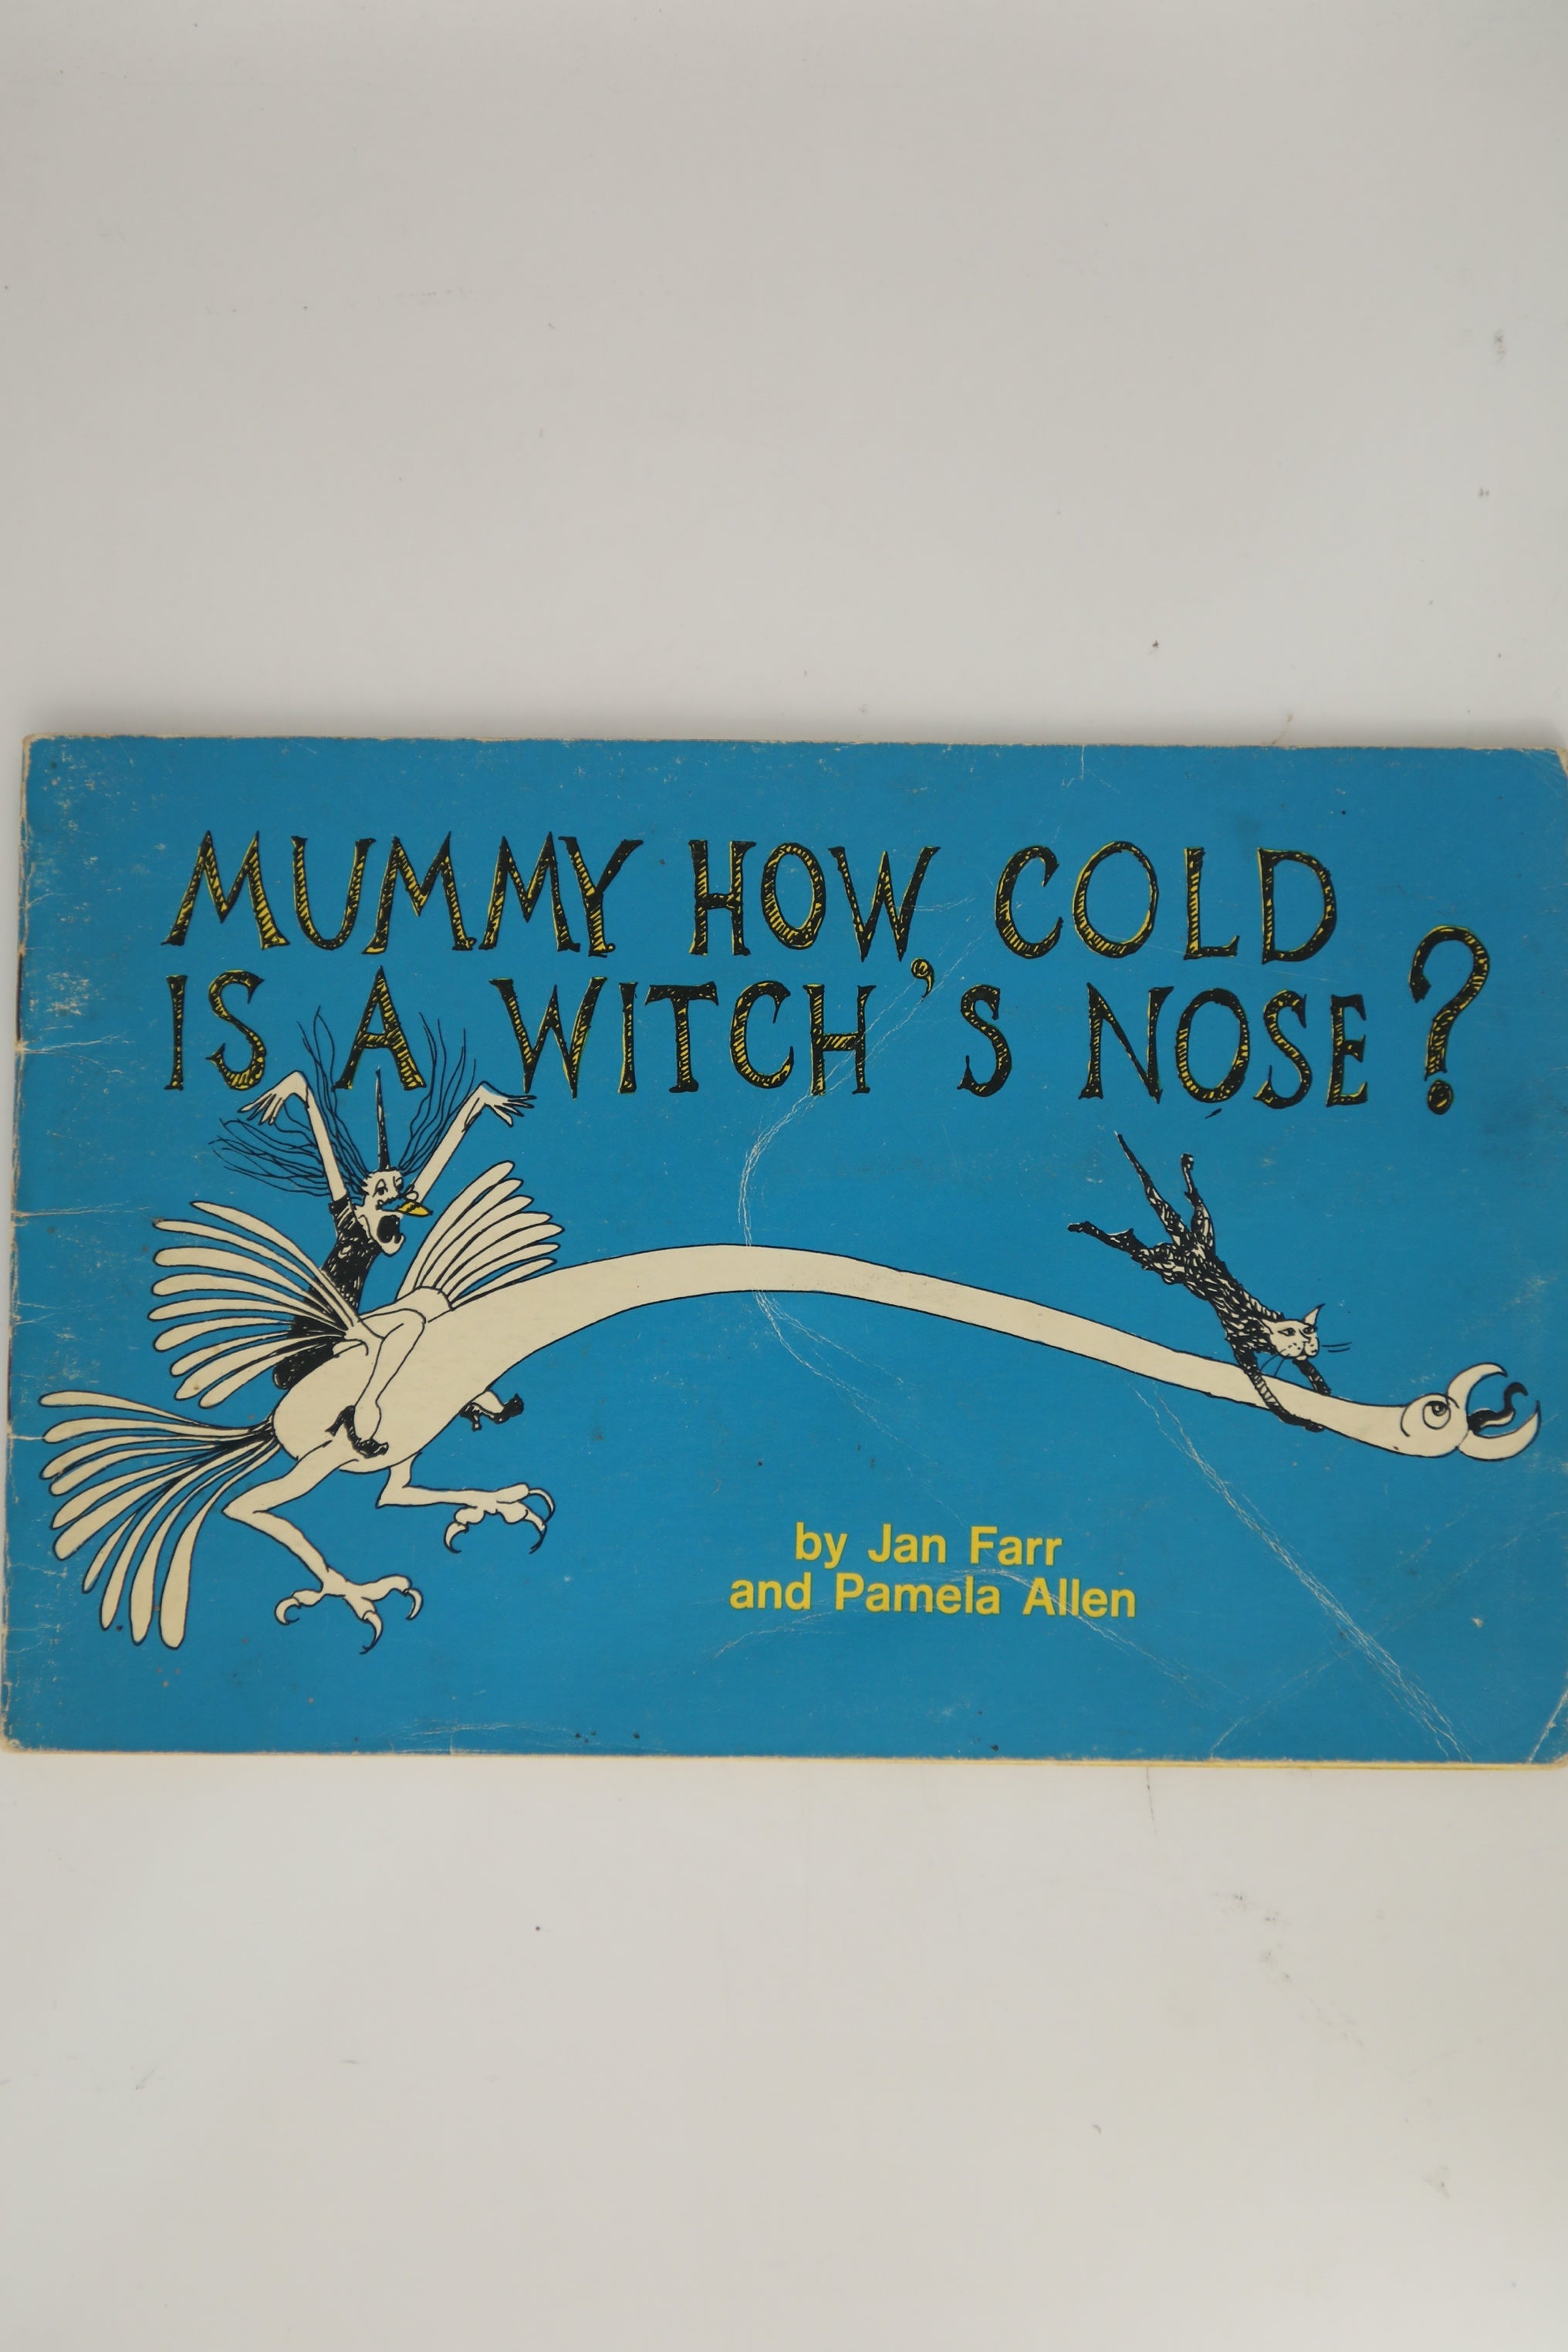 MUMMY HOW COLD
IS A WITCH'S NOSE?
by Jan Farr
and Pamela Allen